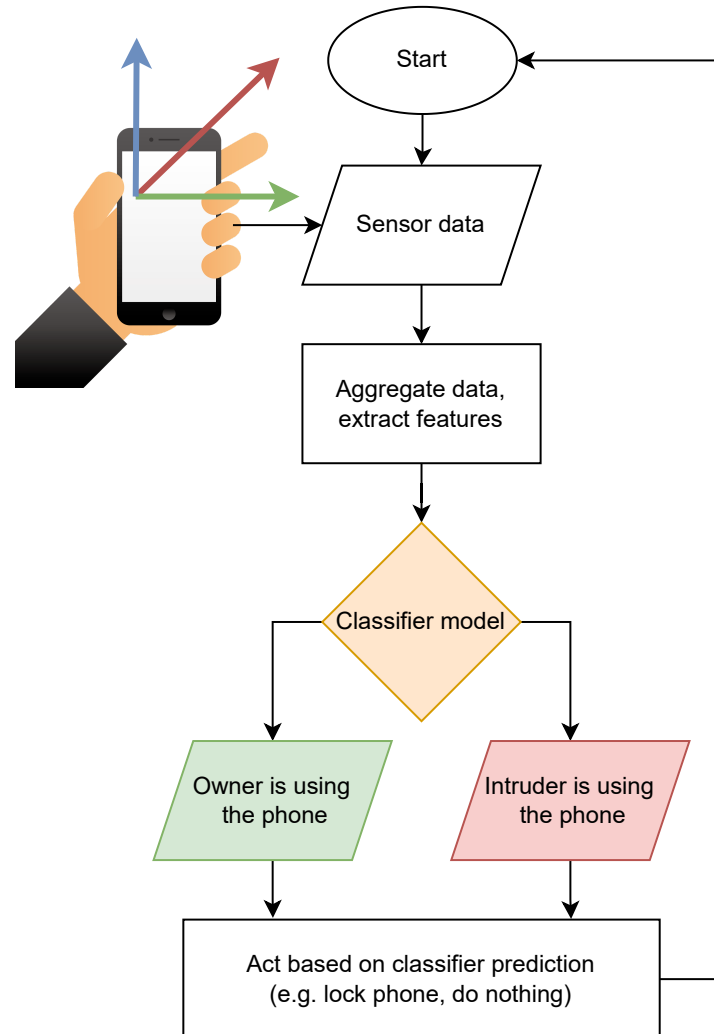 Start
Sensor data
Aggregate data,
extract features
Classifier model
Owner is using
the phone
Intruder is using
the phone
Act based on classifier prediction
(e.g. lock phone, do nothing)